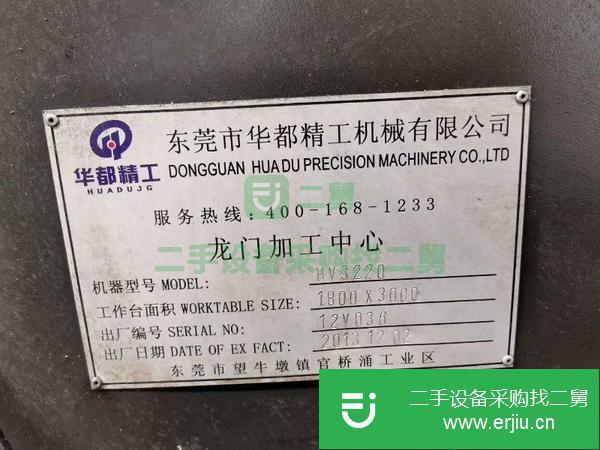 华都精工
HUADUJG
东莞市华都精工机械有限公司
DONGGUAN HUADU PRECISION MACHINERY CO.,LTD
服务热线：400-168-1233
二舅
龙门加工中心
二手设备采购找二舅
机器型号 MODEL: HV3220
工作台面积 WORKTABLE SIZE: 1800X3000
出厂编号 SERIAL NO: 12V036
出厂日期 DATE OF EX FACT: 2013 12 02
东莞市望牛墩镇官桥涌工业区
二手设备采购找二舅
www.erjiu.cn